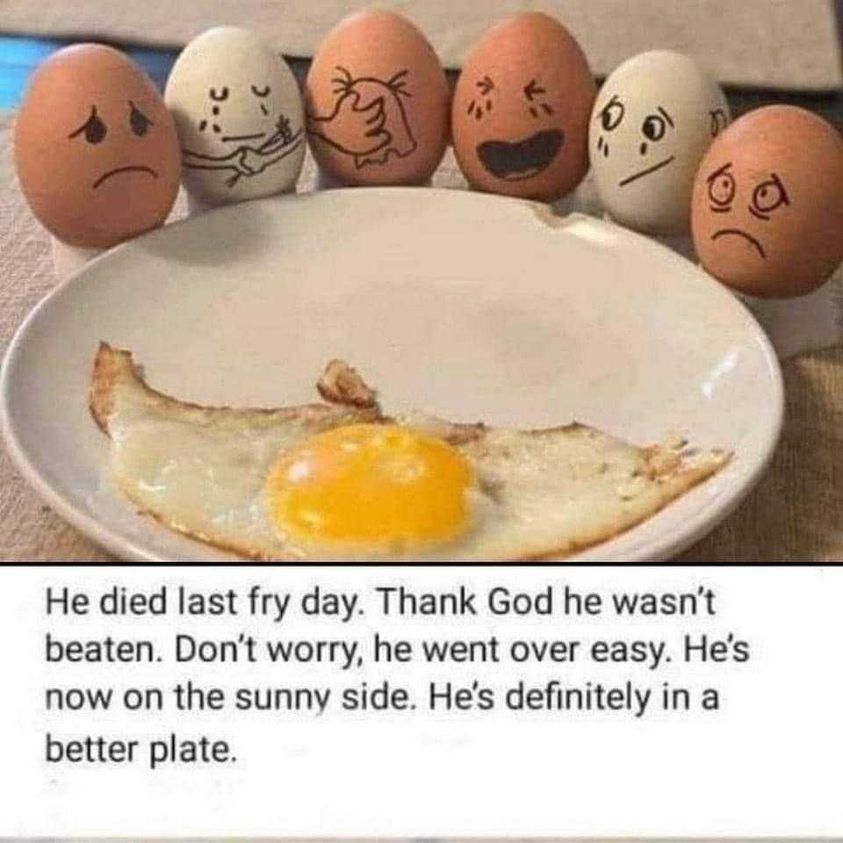 He died last fry day. Thank God he wasn't
beaten. Don't worry, he went over easy. He's
now on the sunny side. He's definitely in a
better plate.